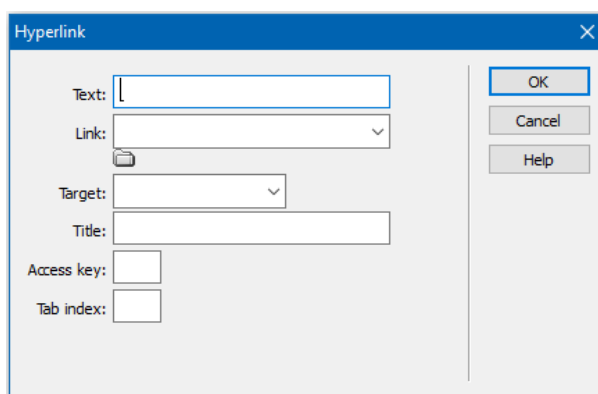 Hyperlink
Text:
OK
Link:
Cancel
Help
Target:
Title:
Access key:
Tab index: